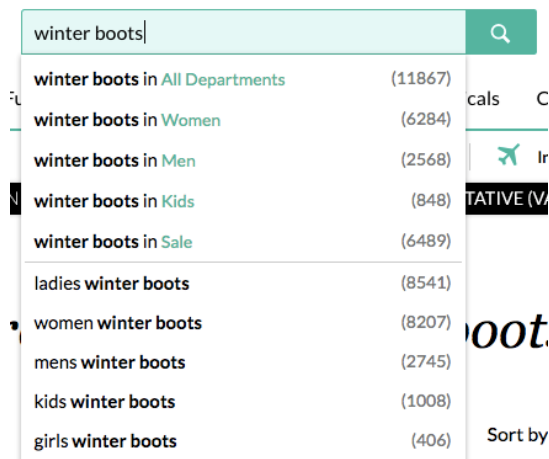 winter boots
winter boots in All Departments (11867)
winter boots in Women (6284)
winter boots in Men (2568)
winter boots in Kids (848)
winter boots in Sale (6489)
ladies winter boots (8541)
women winter boots (8207)
mens winter boots (2745)
kids winter boots (1008)
girls winter boots (406)
Sort by